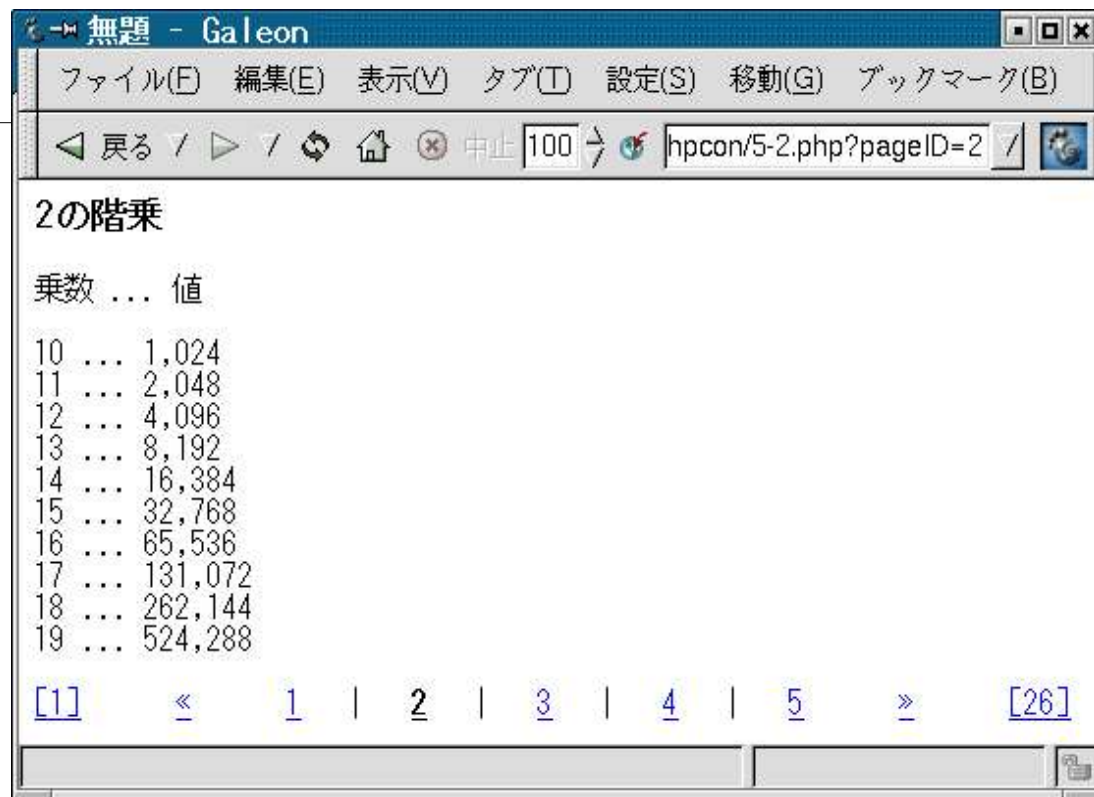 無題 - Galeon
ファイル(F) 編集(E) 表示(V) タブ(T) 設定(S) 移動(G) ブックマーク(B)
戻る 中止 100 hpcon/5-2.php?pageID=2
2の階乗
乗数 ... 値
10 ... 1,024
11 ... 2,048
12 ... 4,096
13 ... 8,192
14 ... 16,384
15 ... 32,768
16 ... 65,536
17 ... 131,072
18 ... 262,144
19 ... 524,288
[1] « 1 | 2 | 3 | 4 | 5 » [26]